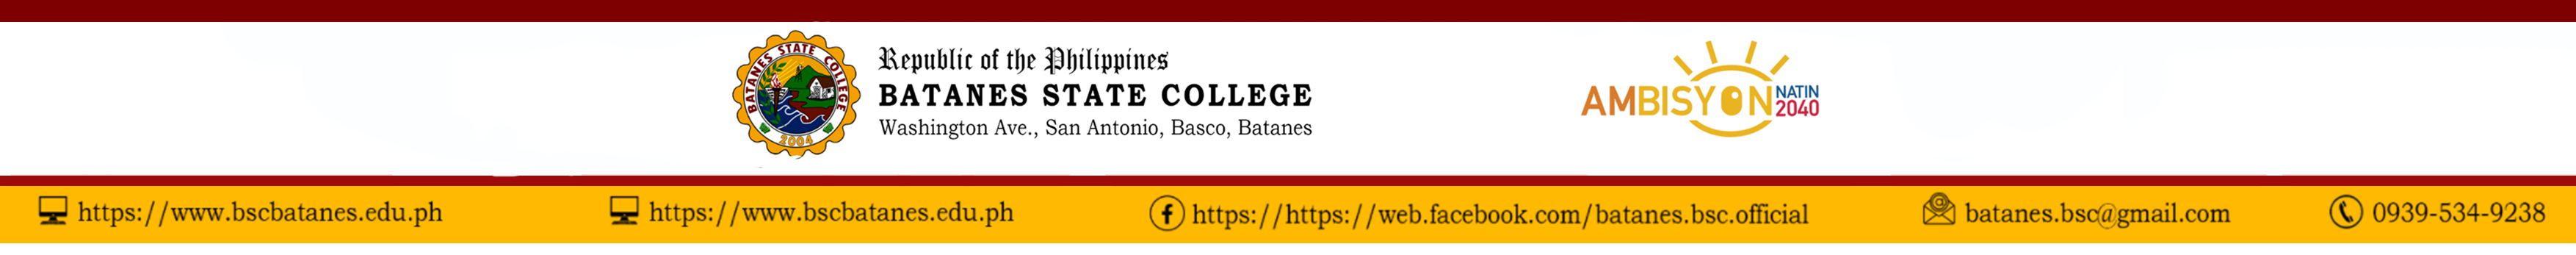 BATANES STATE COLLEGE
2004
Republic of the Philippines
BATANES STATE COLLEGE
Washington Ave., San Antonio, Basco, Batanes
AMBISYON NATIN 2040
https://www.bscbatanes.edu.ph
https://www.bscbatanes.edu.ph
https://https://web.facebook.com/batanes.bsc.official
batanes.bsc@gmail.com
0939-534-9238